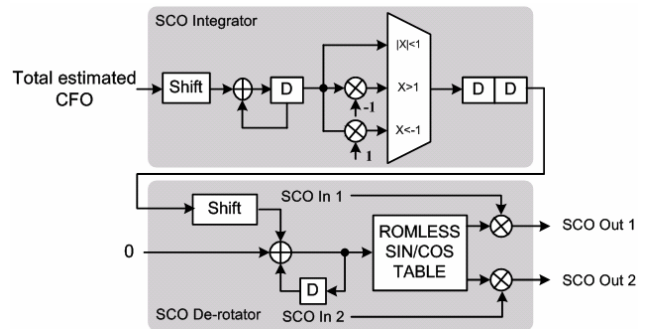 SCO Integrator
Total estimated
CFO
Shift
D
|X|<1
X>1
X<-1
-1
1
D D
Shift
SCO In 1
0
D
ROMLESS
SIN/COS
TABLE
SCO Out 1
SCO Out 2
SCO De-rotator
SCO In 2